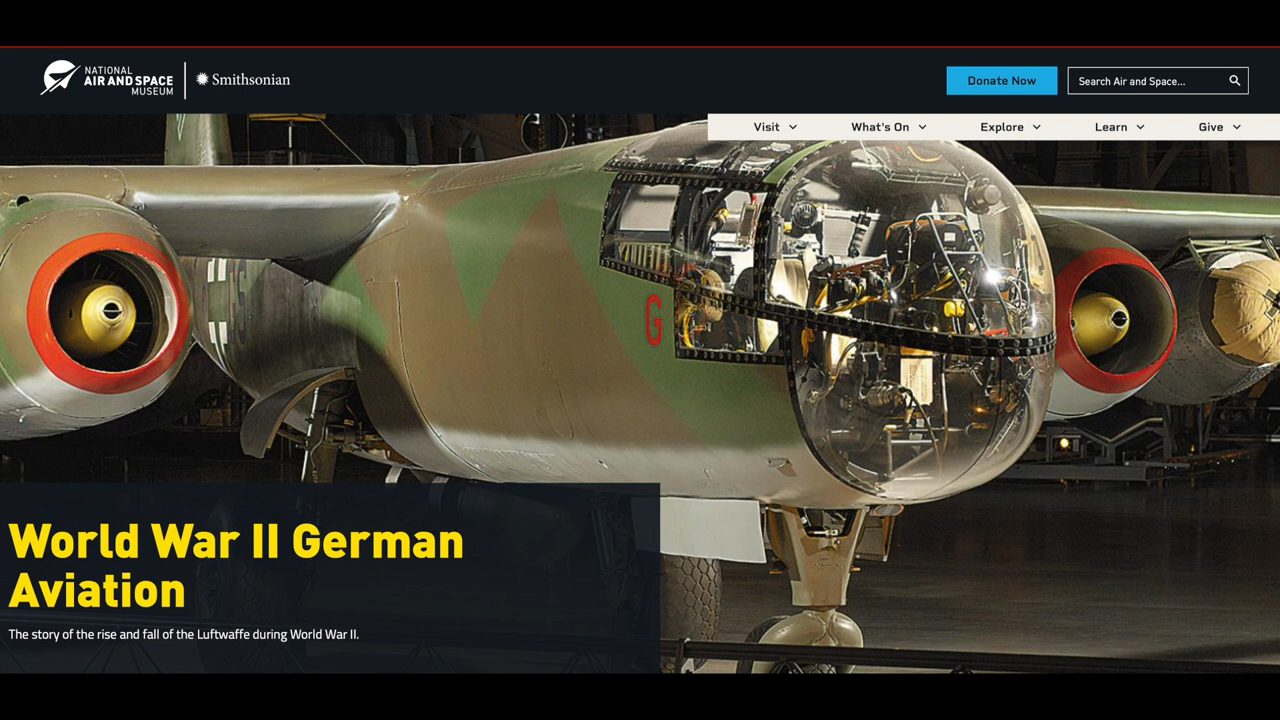 NATIONAL
AIR AND SPACE
MUSEUM
Smithsonian
Donate Now
Search Air and Space...
Visit
What's On
Explore
Learn
Give
G
World War II German
Aviation
The story of the rise and fall of the Luftwaffe during World War II.